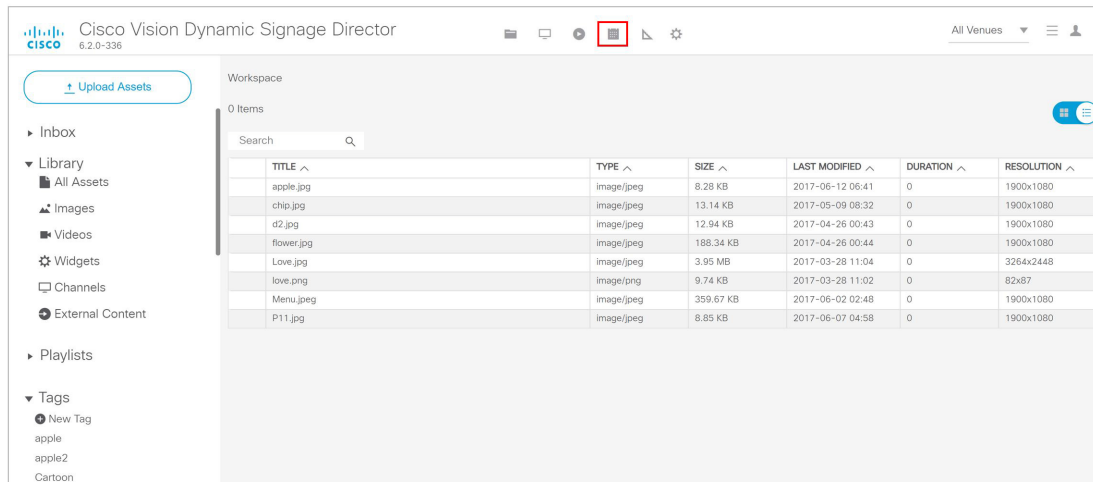 CISCO
Cisco Vision Dynamic Signage Director
6.2.0-336
All Venues
Upload Assets
Inbox
Library
All Assets
Images
Videos
Widgets
Channels
External Content
Playlists
Tags
New Tag
apple
apple2
Cartoon
Workspace
0 Items
Search
TITLE TYPE SIZE LAST MODIFIED DURATION RESOLUTION
apple.jpg image/jpeg 8.28 KB 2017-06-12 06:41 0 1900x1080
chip.jpg image/jpeg 13.14 KB 2017-05-09 08:32 0 1900x1080
d2.jpg image/jpeg 12.94 KB 2017-04-26 00:43 0 1900x1080
flower.jpg image/jpeg 188.34 KB 2017-04-26 00:44 0 1900x1080
Love.jpg image/jpeg 3.95 MB 2017-03-28 11:04 0 3264x2448
love.png image/png 9.74 KB 2017-03-28 11:02 0 82x87
Menu.jpeg image/jpeg 359.67 KB 2017-06-02 02:48 0 1900x1080
P11.jpg image/jpeg 8.85 KB 2017-06-07 04:58 0 1900x1080